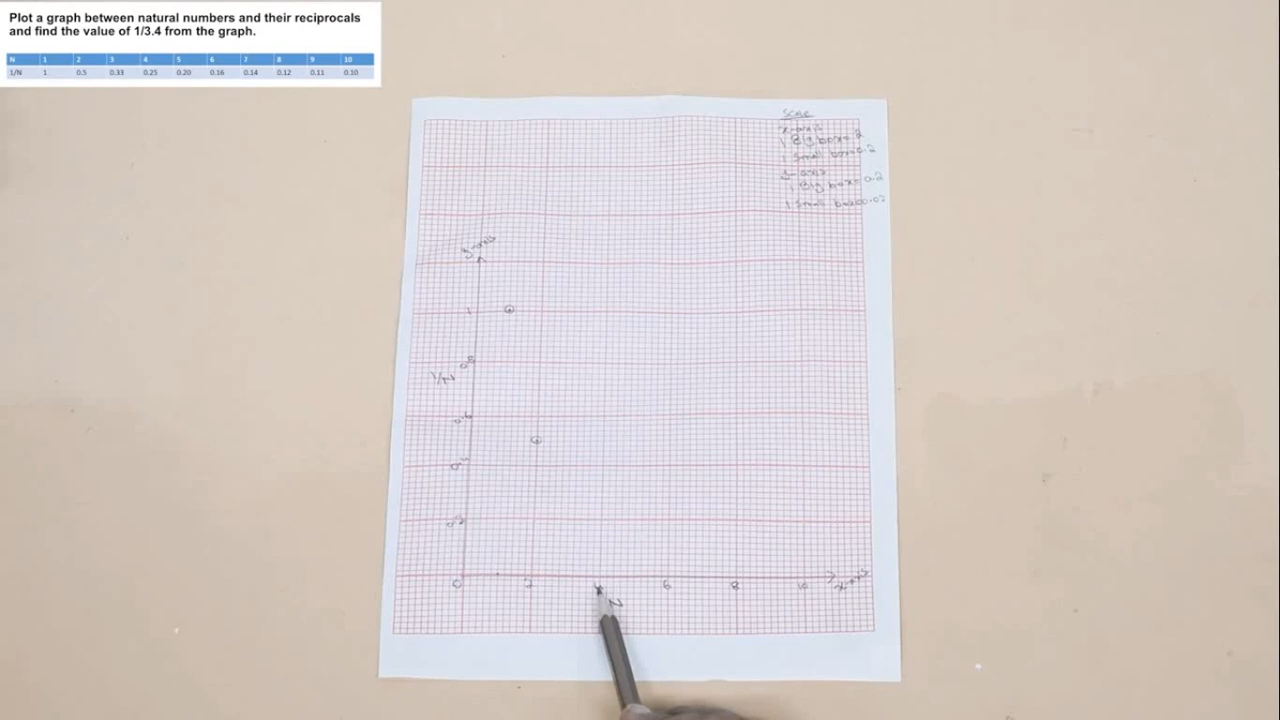 Plot a graph between natural numbers and their reciprocals
and find the value of 1/3.4 from the graph.
N 1 2 3 4 5 6 7 8 9 10
1/N 1 0.5 0.33 0.25 0.20 0.16 0.14 0.12 0.11 0.10
Scale
x-axis
1 Big box = 2
1 Small box = 0.2
y-axis
1 Big box = 0.2
1 Small box = 0.02
y-axis
1
0.8
1/N
0.6
0.4
0.2
0 2 4 6 8 10 x-axis
N